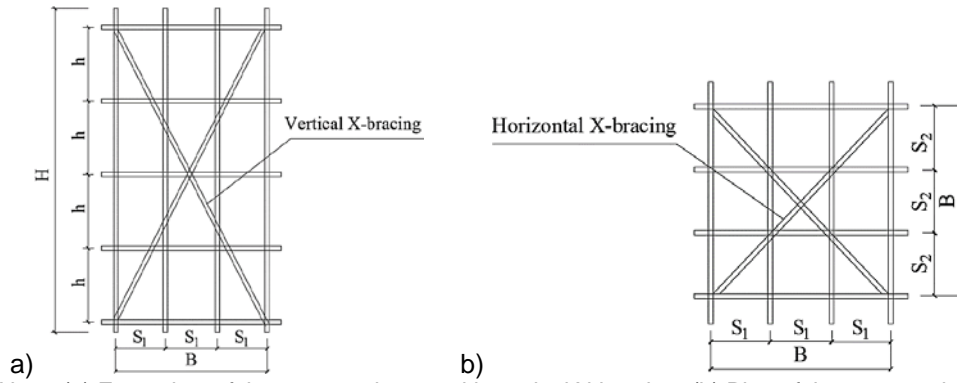 H
h
h
h
h
Vertical X-bracing
S1 S1 S1
B
a)
Horizontal X-bracing
S2
S2
S2
B
S1 S1 S1
B
b)